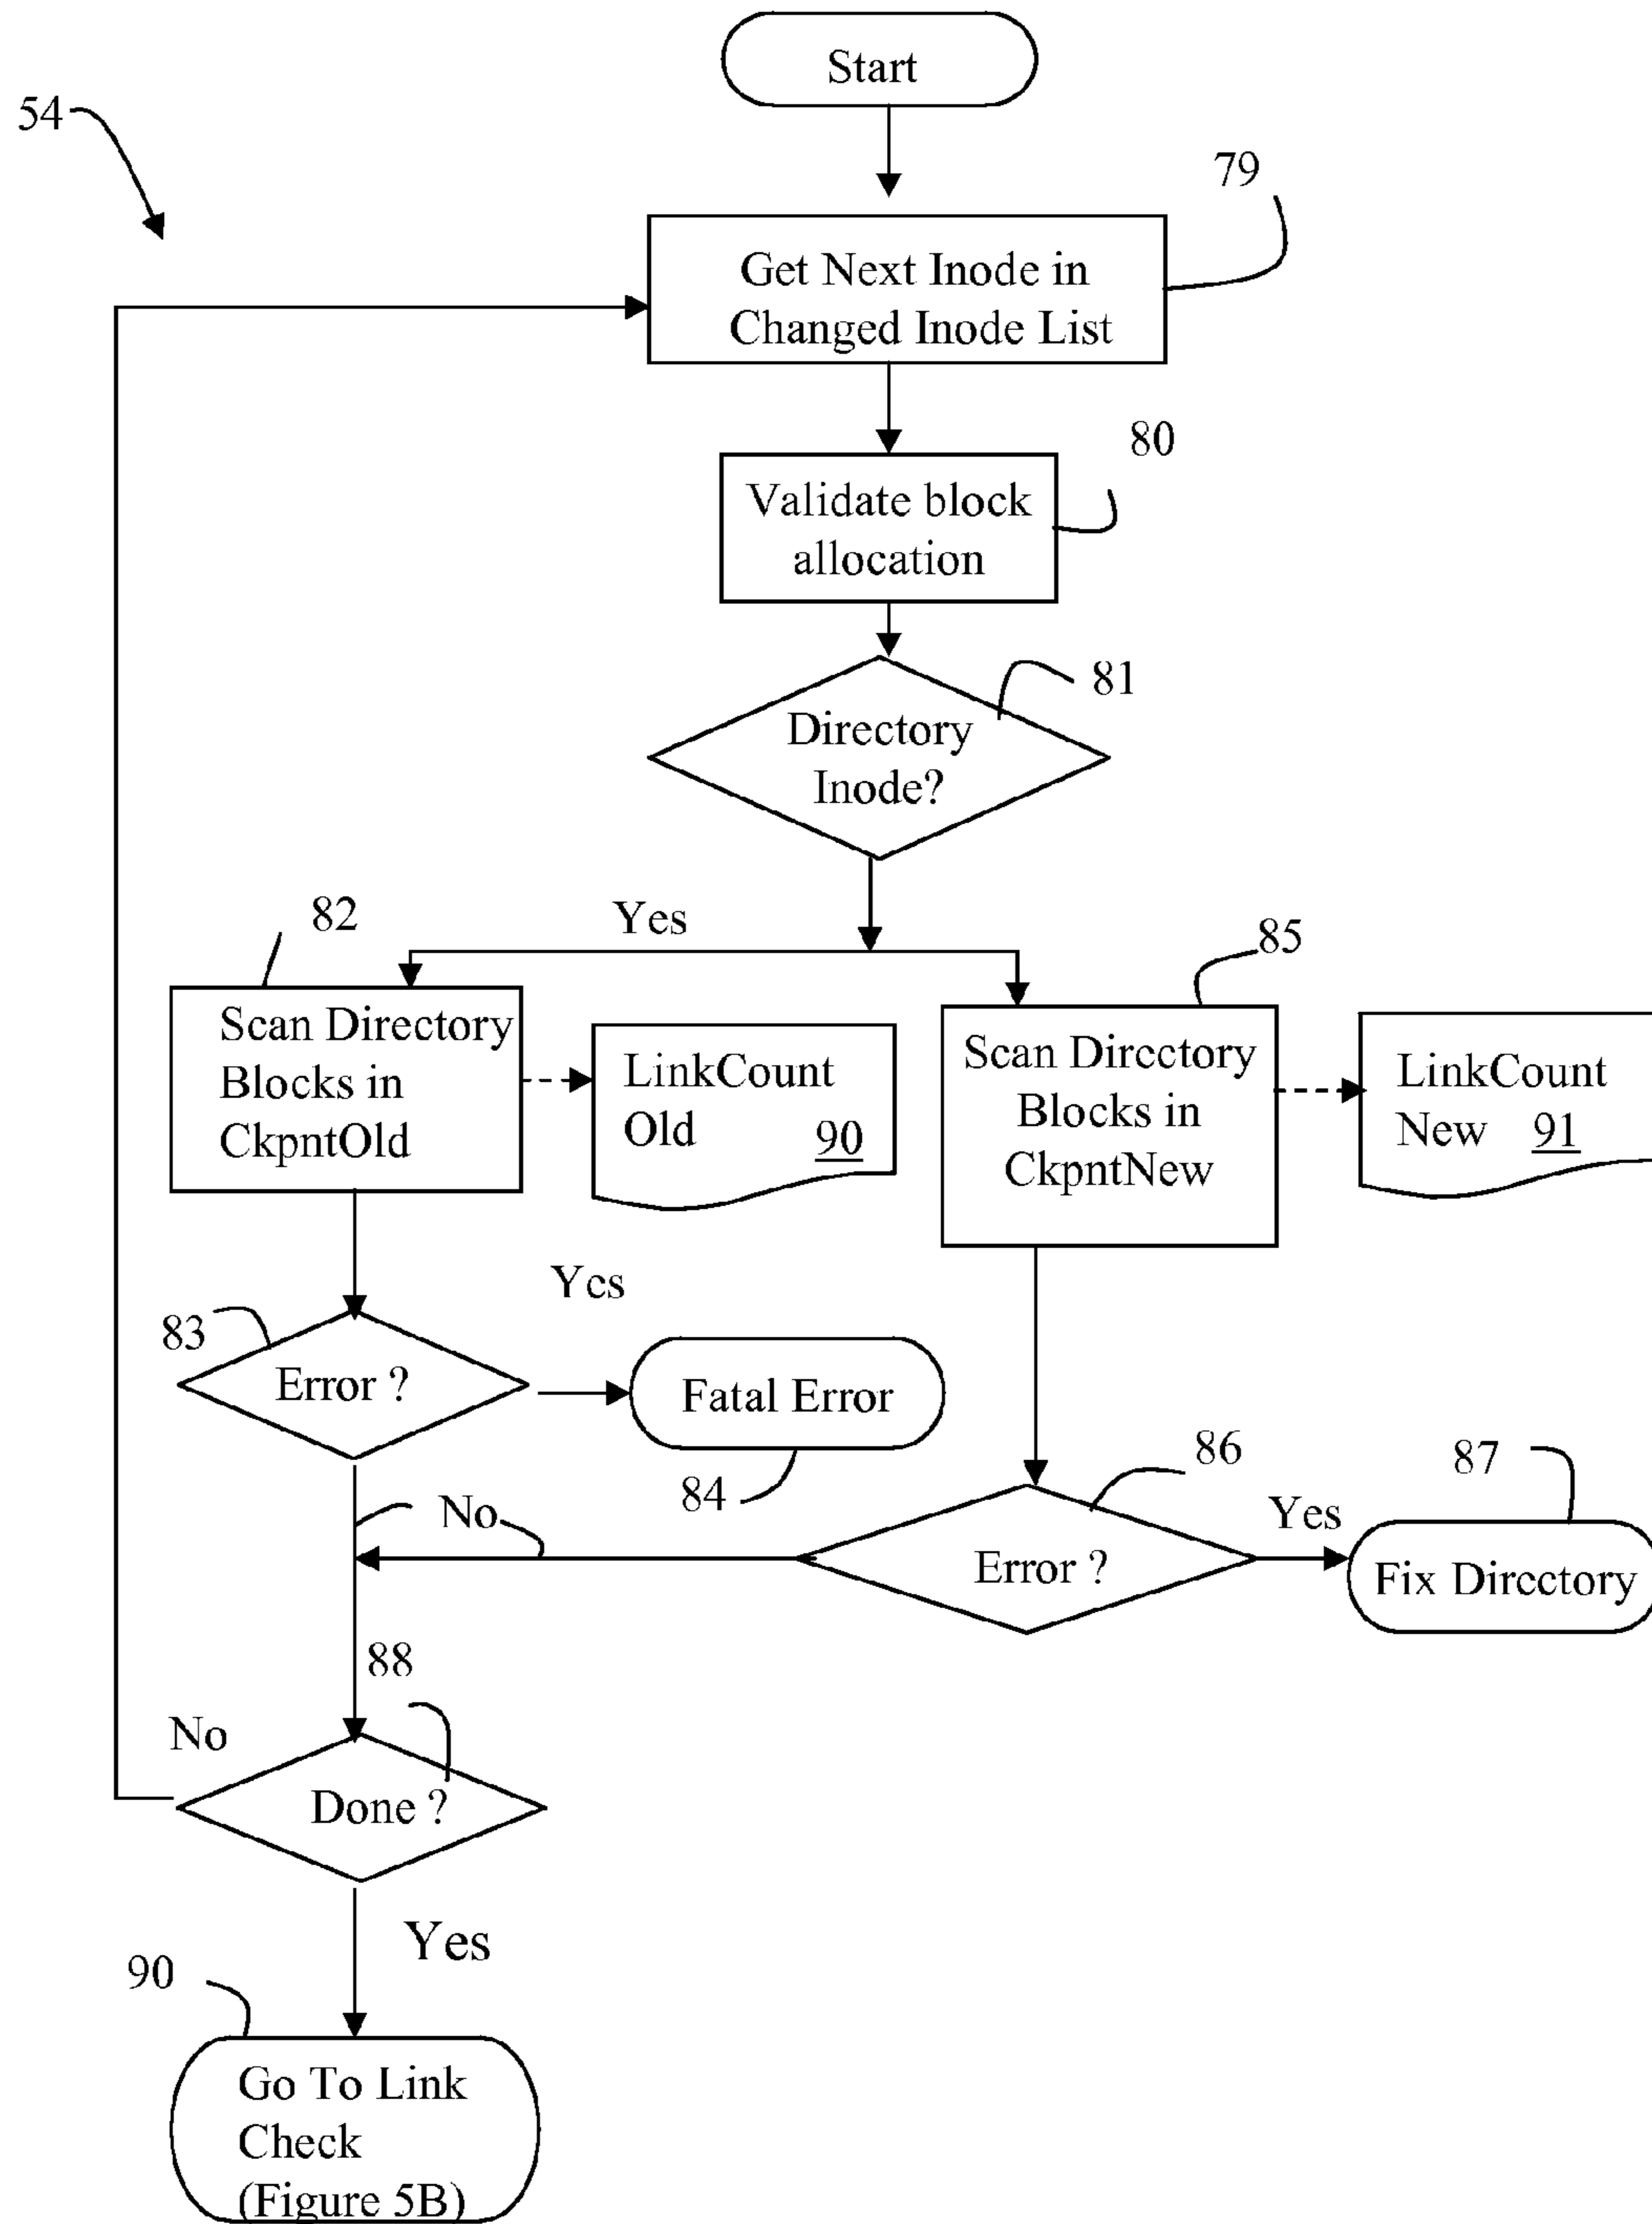 Start
54
79
Get Next Inode in
Changed Inode List
80
Validate block
allocation
81
Directory
Inode?
Yes
82
85
Scan Directory
Blocks in
CkpntOld
LinkCount
Old 90
Scan Directory
Blocks in
CkpntNew
LinkCount
New 91
83
Error ?
Yes
Fatal Error
84
86
Error ?
Yes
87
Fix Directory
No
88
No
Done ?
Yes
90
Go To Link
Check
(Figure 5B)